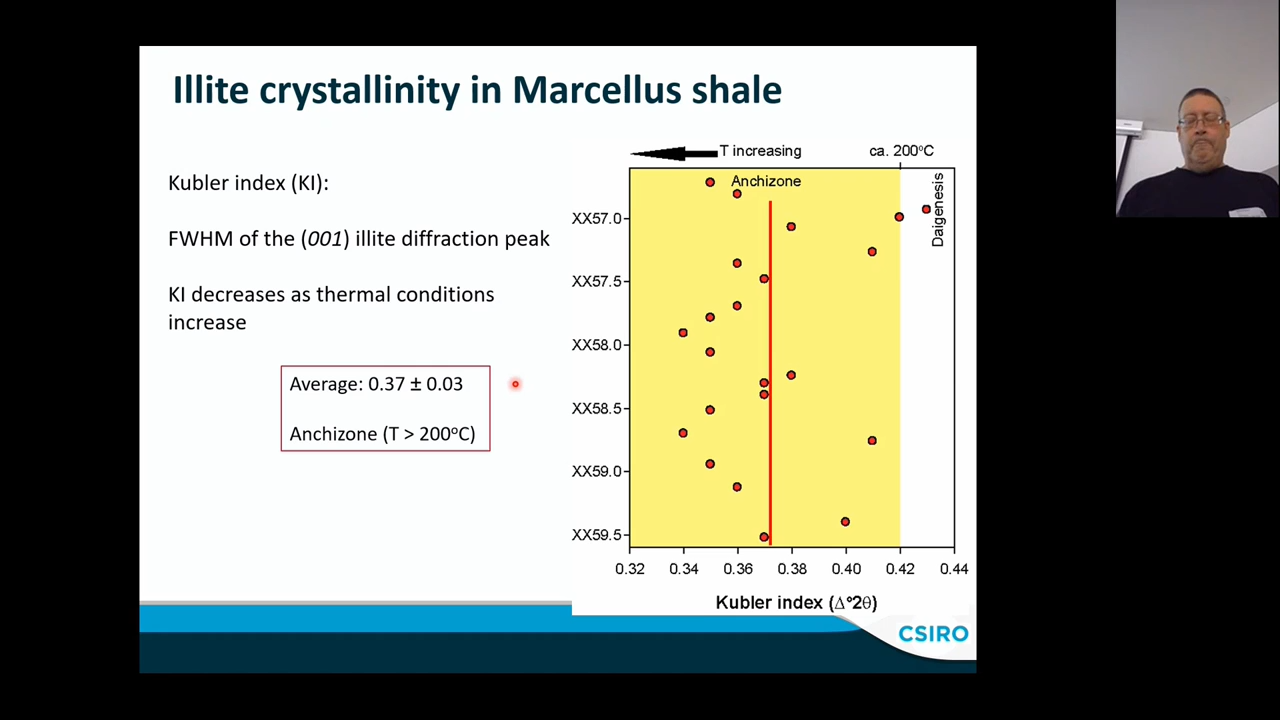 Illite crystallinity in Marcellus shale
Kubler index (KI):
FWHM of the (001) illite diffraction peak
KI decreases as thermal conditions
increase
Average: 0.37 ± 0.03
Anchizone (T > 200°C)
T increasing
ca. 200°C
Anchizone
Daigenesis
XX57.0
XX57.5
XX58.0
XX58.5
XX59.0
XX59.5
0.32 0.34 0.36 0.38 0.40 0.42 0.44
Kubler index (Δ°2θ)
CSIRO